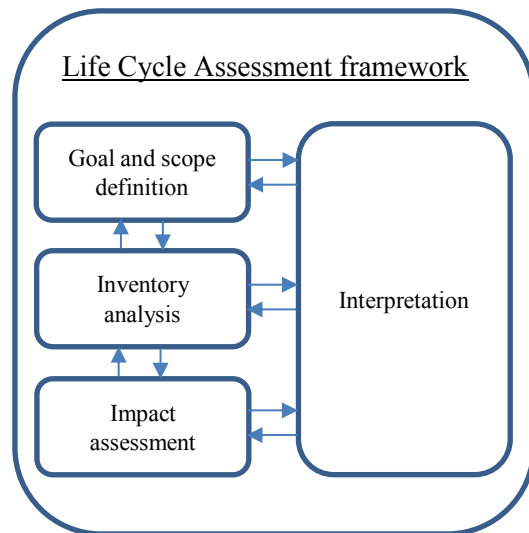 Life Cycle Assessment framework
Goal and scope
definition
Inventory
analysis
Impact
assessment
Interpretation